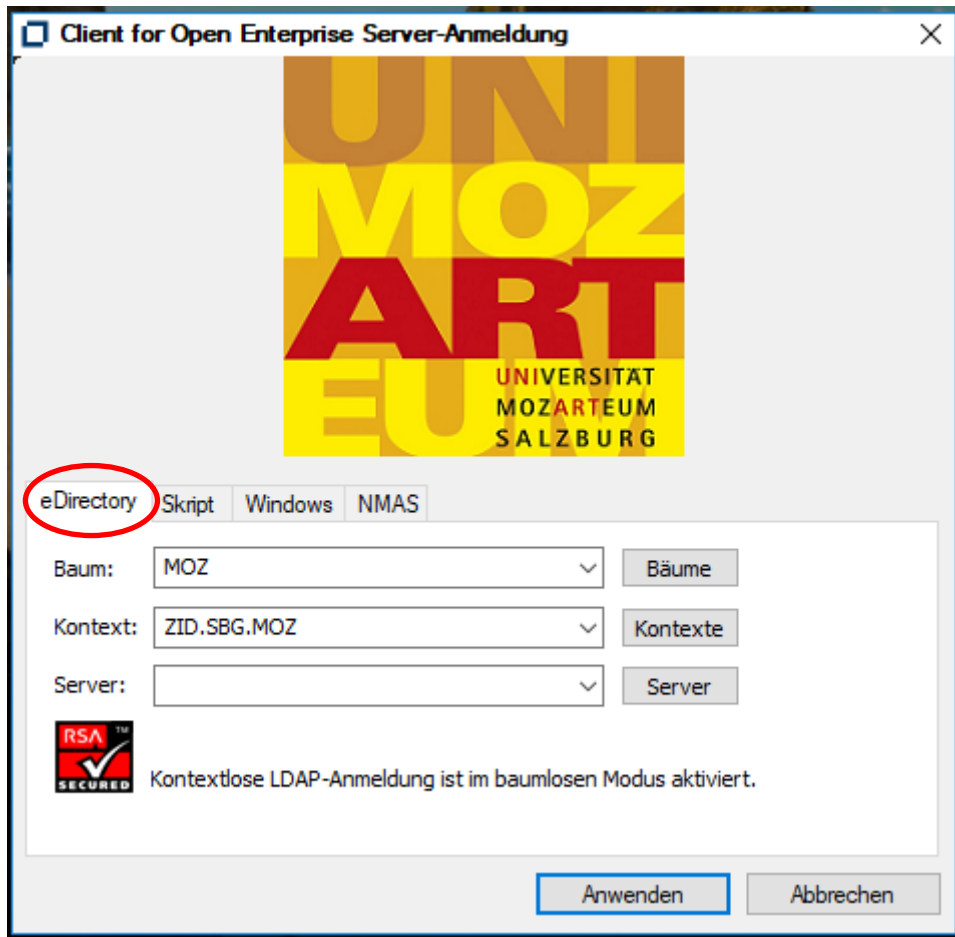 Client for Open Enterprise Server-Anmeldung
UNI
MOZ
ART
EUM
UNIVERSITÄT
MOZARTEUM
SALZBURG
eDirectory Skript Windows NMAS
Baum: MOZ Bäume
Kontext: ZID.SBG.MOZ Kontexte
Server: Server
RSA TM
SECURED
Kontextlose LDAP-Anmeldung ist im baumlosen Modus aktiviert.
Anwenden Abbrechen